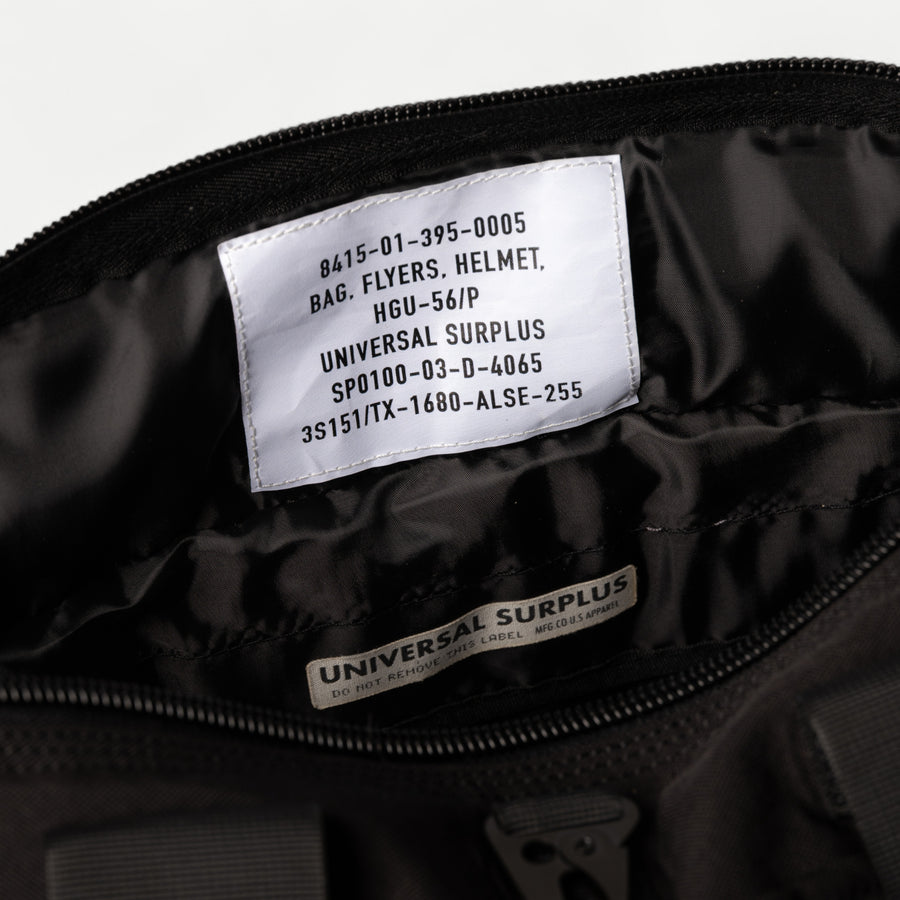 8415-01-395-0005
BAG, FLYERS, HELMET,
HGU-56/P
UNIVERSAL SURPLUS
SP0100-03-D-4065
3S151/TX-1680-ALSE-255
UNIVERSAL SURPLUS
DO NOT REMOVE THIS LABEL MFG.CO U.S APPAREL